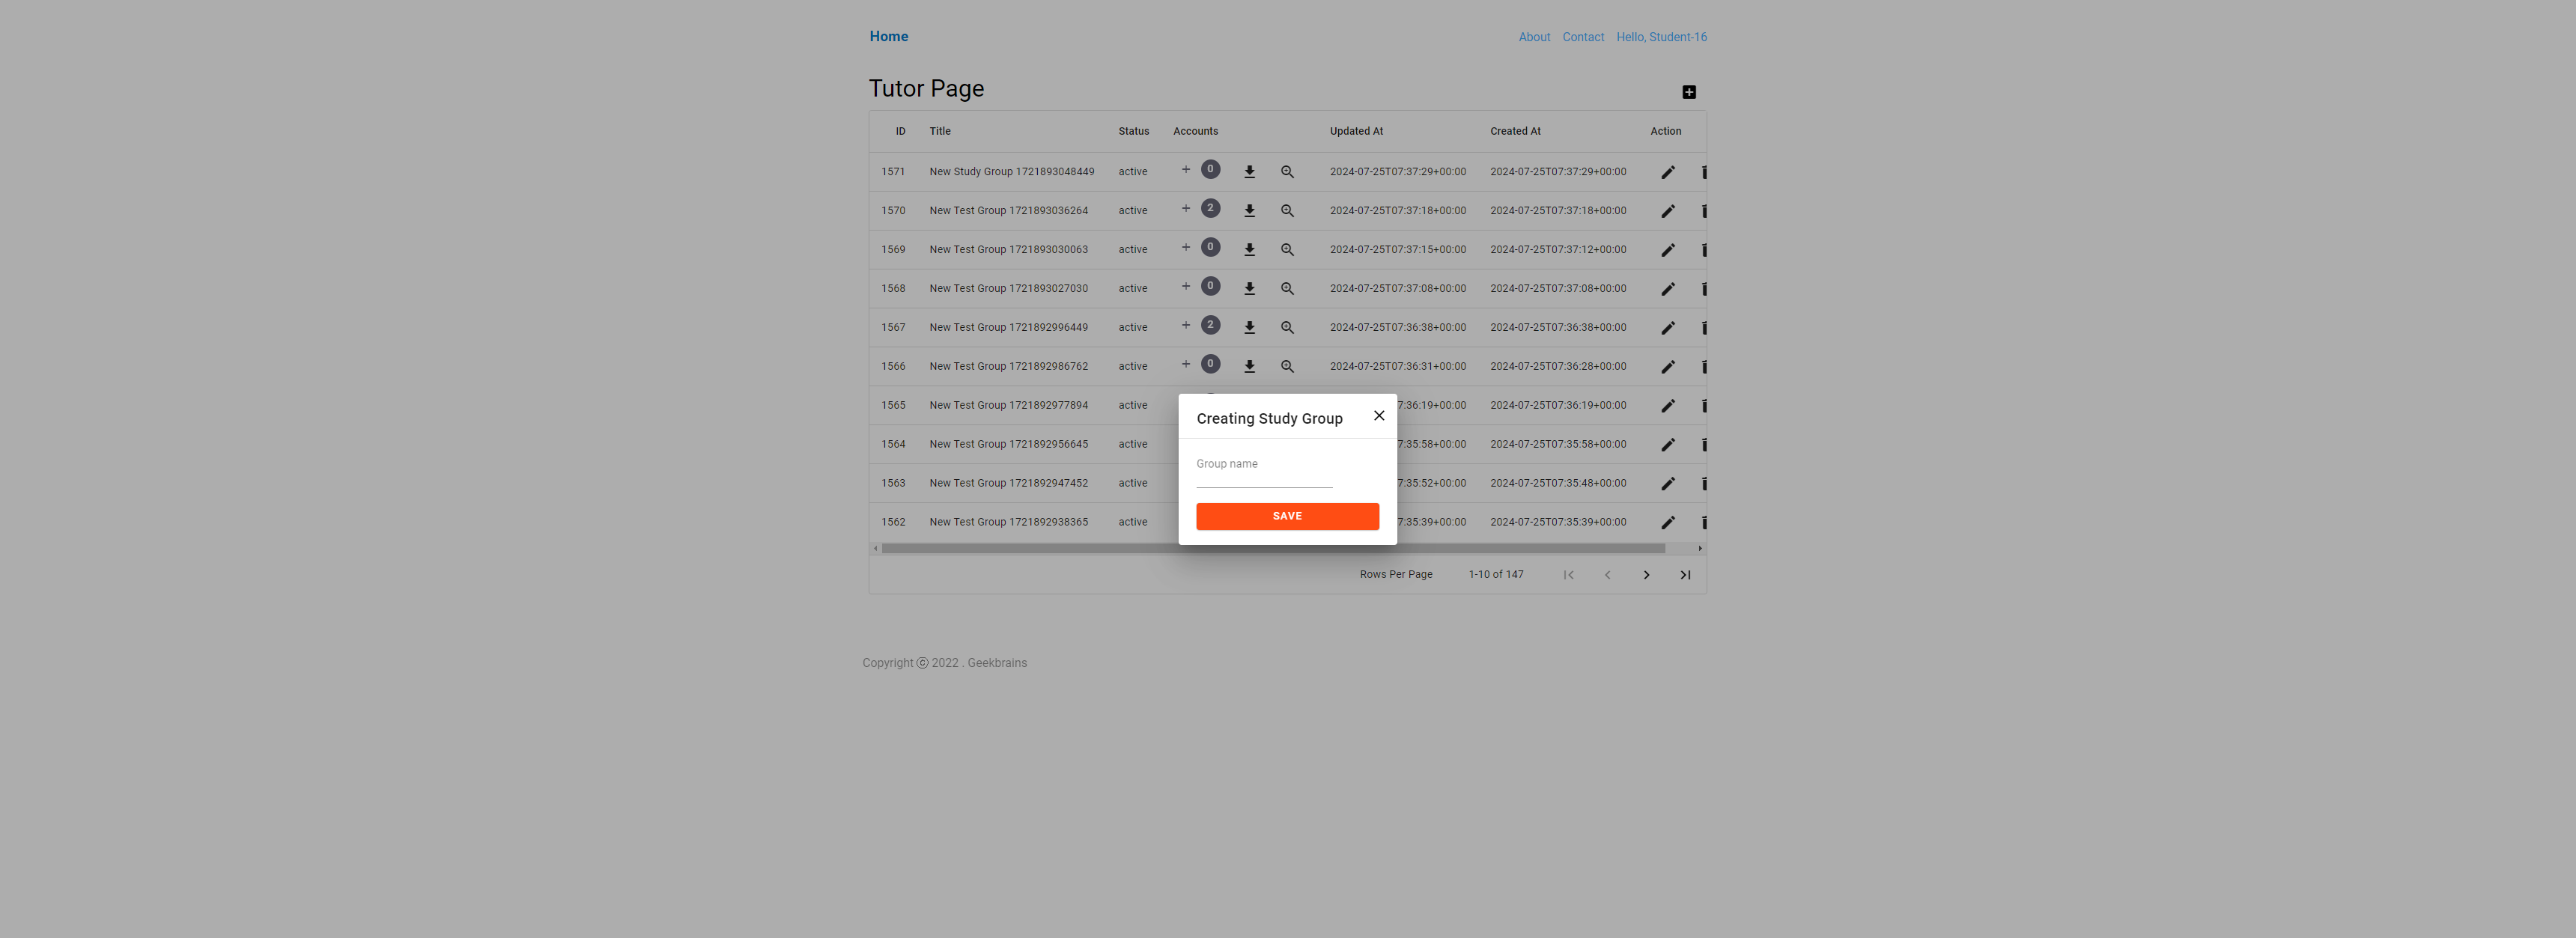 Home
About Contact Hello, Student-16
Tutor Page
ID Title Status Accounts Updated At Created At Action
1571 New Study Group 1721893048449 active + 0 2024-07-25T07:37:29+00:00 2024-07-25T07:37:29+00:00
1570 New Test Group 1721893036264 active + 2 2024-07-25T07:37:18+00:00 2024-07-25T07:37:18+00:00
1569 New Test Group 1721893030063 active + 0 2024-07-25T07:37:15+00:00 2024-07-25T07:37:12+00:00
1568 New Test Group 1721893027030 active + 0 2024-07-25T07:37:08+00:00 2024-07-25T07:37:08+00:00
1567 New Test Group 1721892996449 active + 2 2024-07-25T07:36:38+00:00 2024-07-25T07:36:38+00:00
1566 New Test Group 1721892986762 active + 0 2024-07-25T07:36:31+00:00 2024-07-25T07:36:28+00:00
1565 New Test Group 1721892977894 active 7:36:19+00:00 2024-07-25T07:36:19+00:00
1564 New Test Group 1721892956645 active 7:35:58+00:00 2024-07-25T07:35:58+00:00
1563 New Test Group 1721892947452 active 7:35:52+00:00 2024-07-25T07:35:48+00:00
1562 New Test Group 1721892938365 active 7:35:39+00:00 2024-07-25T07:35:39+00:00
Creating Study Group
Group name
SAVE
Rows Per Page 1-10 of 147
Copyright © 2022 . Geekbrains